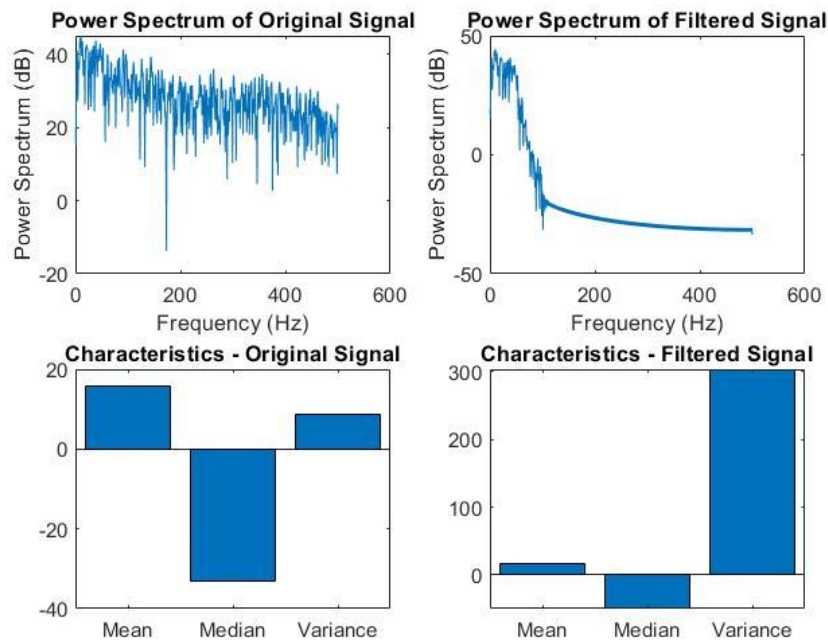 Power Spectrum of Original Signal
Power Spectrum (dB)
40
20
0
-20
0
200
400
600
Frequency (Hz)
Power Spectrum of Filtered Signal
Power Spectrum (dB)
50
0
-50
0
200
400
600
Frequency (Hz)
Characteristics - Original Signal
20
0
-20
-40
Mean
Median
Variance
Characteristics - Filtered Signal
300
200
100
0
Mean
Median
Variance